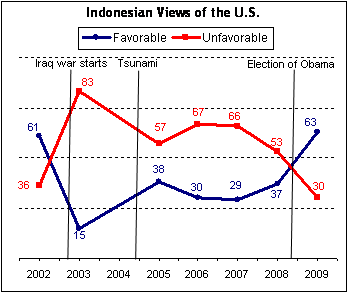 Indonesian Views of the U.S.
Favorable Unfavorable
Iraq war starts Tsunami Election of Obama
83
61 57 67 66 63
53
36 38 30 29 37 30
15
2002 2003 2004 2005 2006 2007 2008 2009